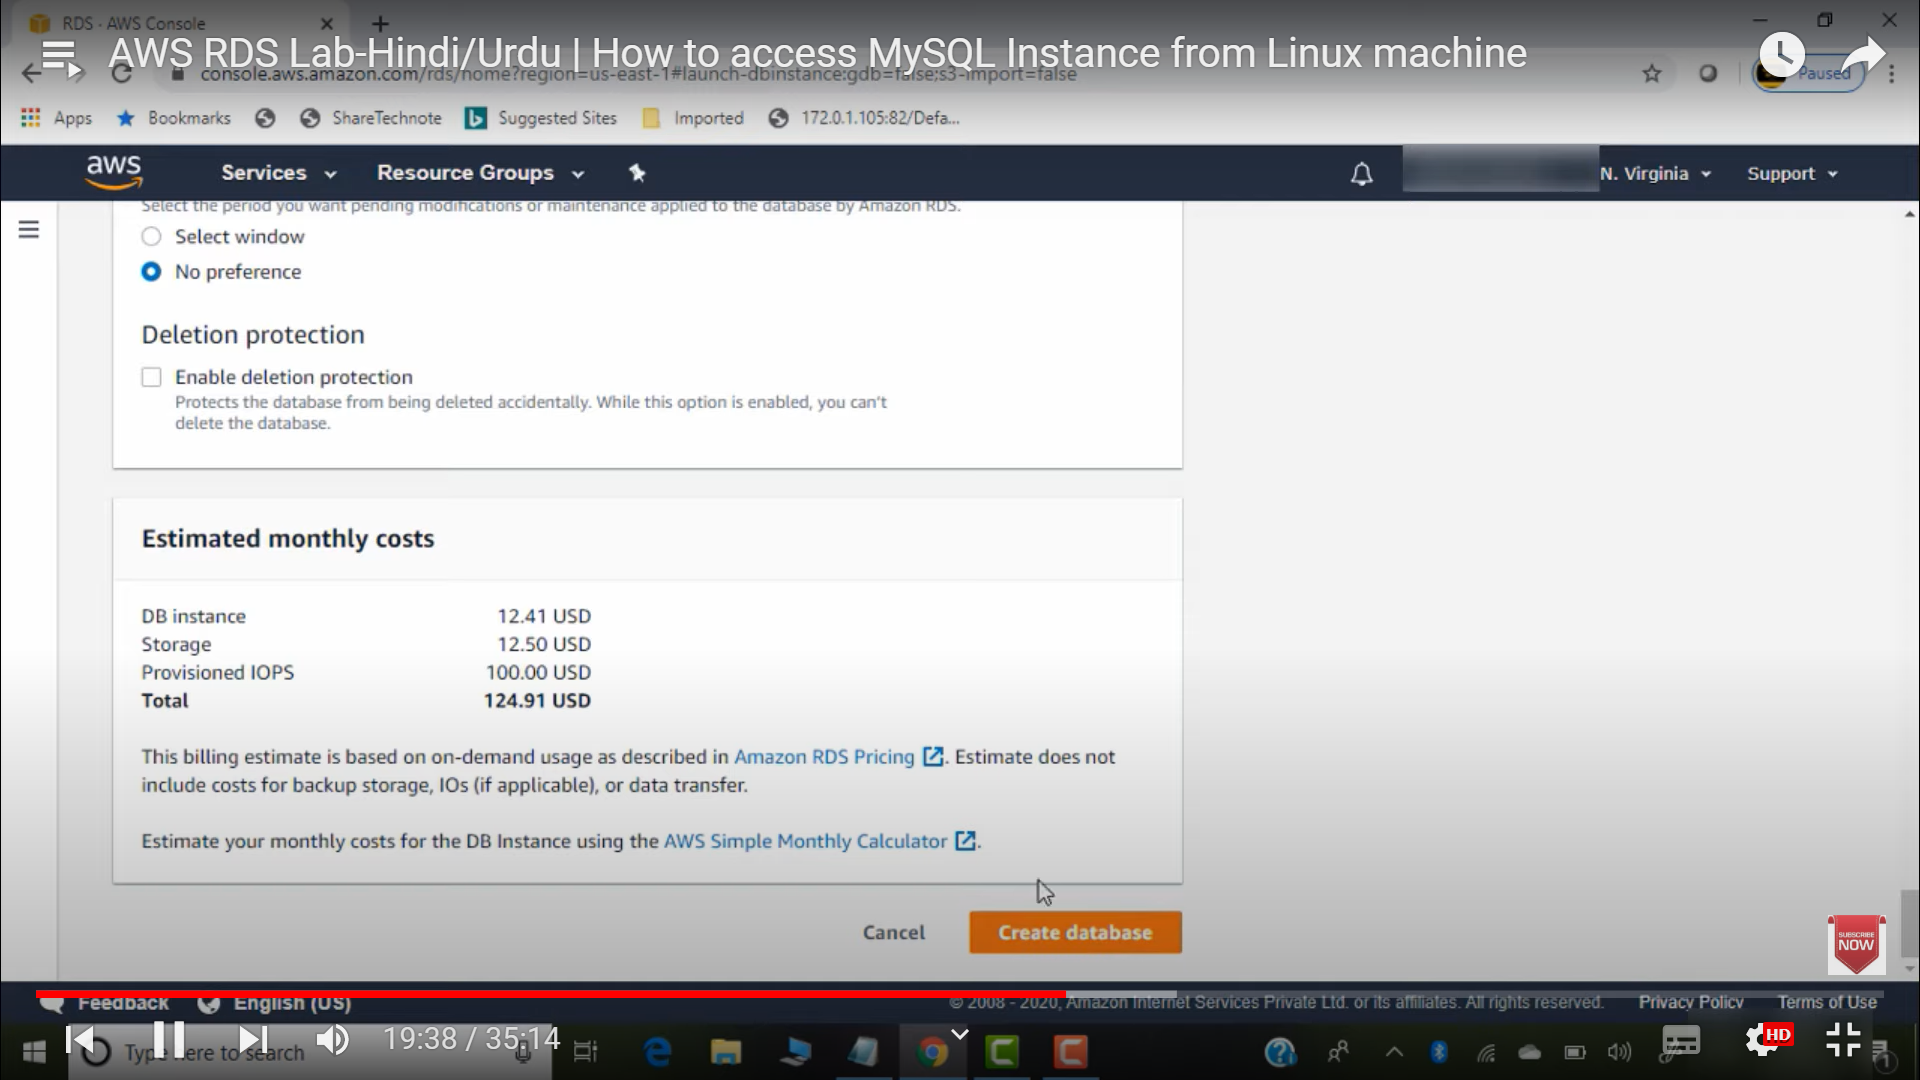 RDS - AWS Console
AWS RDS Lab-Hindi/Urdu | How to access MySQL Instance from Linux machine
console.aws.amazon.com/rds/home?region=us-east-1#launch-dbinstance:gdb=false;s3-import=false
Paused
Apps Bookmarks ShareTechnote Suggested Sites Imported 172.0.1.105:82/Defa...
aws Services Resource Groups N. Virginia Support
Select the period you want pending modifications or maintenance applied to the database by Amazon RDS.
Select window
No preference
Deletion protection
Enable deletion protection
Protects the database from being deleted accidentally. While this option is enabled, you can't
delete the database.
Estimated monthly costs
DB instance 12.41 USD
Storage 12.50 USD
Provisioned IOPS 100.00 USD
Total 124.91 USD
This billing estimate is based on on-demand usage as described in Amazon RDS Pricing. Estimate does not
include costs for backup storage, IOs (if applicable), or data transfer.
Estimate your monthly costs for the DB Instance using the AWS Simple Monthly Calculator.
Cancel Create database
SUBSCRIBE
NOW
Feedback English (US) © 2008 - 2020, Amazon Internet Services Private Ltd. or its affiliates. All rights reserved. Privacy Policy Terms of Use
Type here to search
19:38 / 35:14
HD
1